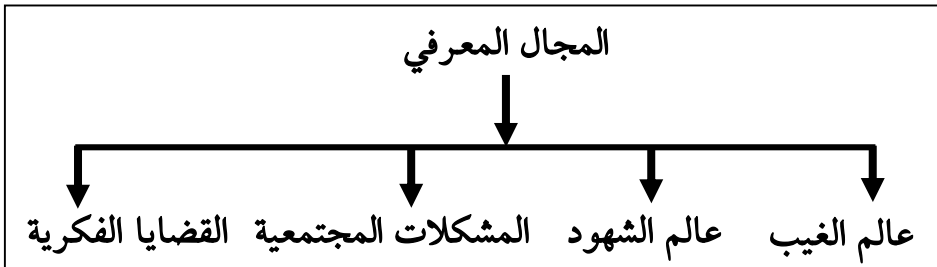 المجال المعرفي
عالم الغيب عالم الشهود المشكلات المجتمعية القضايا الفكرية